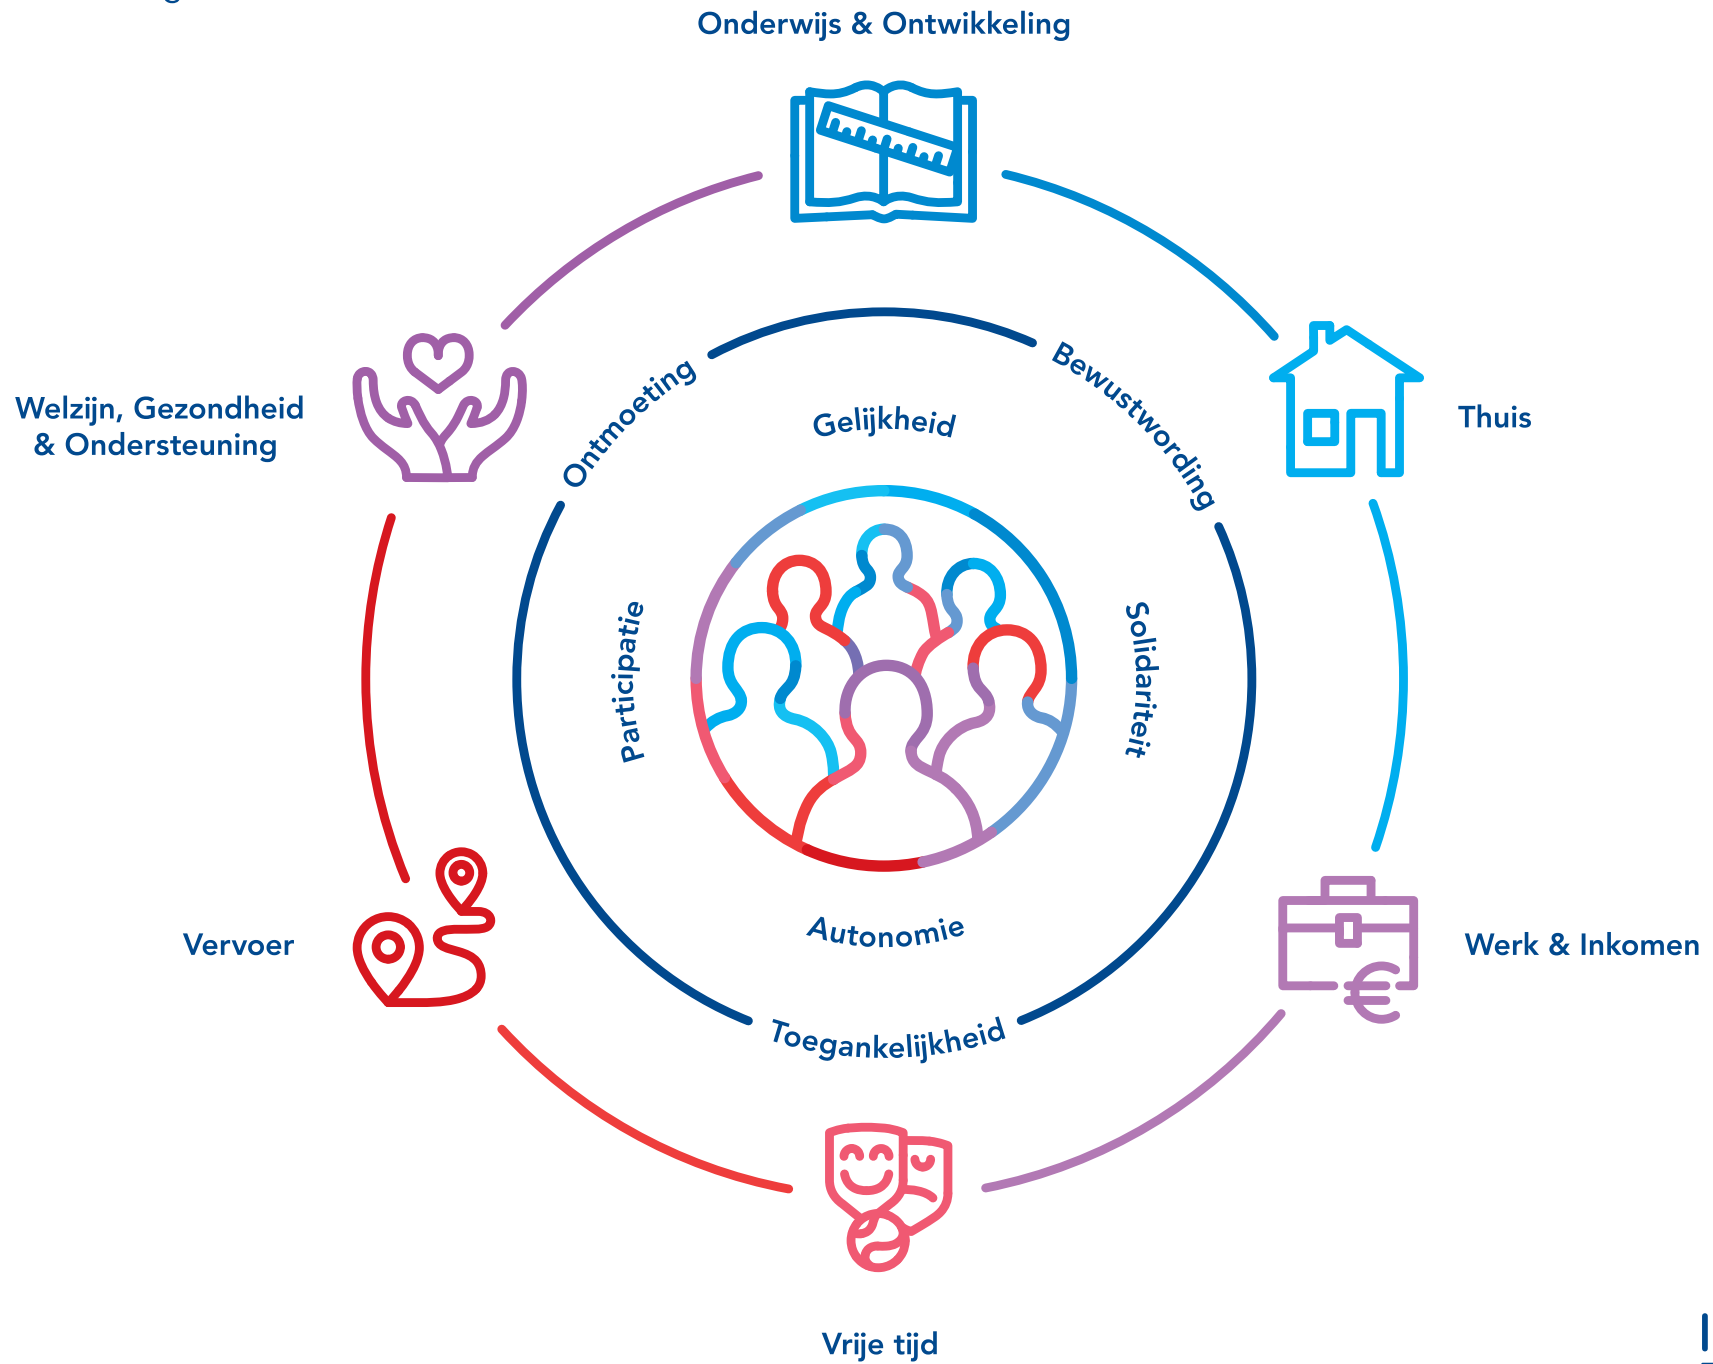 Onderwijs & Ontwikkeling
Ontmoeting
Bewustwording
Gelijkheid
Welzijn, Gezondheid
& Ondersteuning
Thuis
Participatie
Solidariteit
Autonomie
Vervoer
Werk & Inkomen
Toegankelijkheid
Vrije tijd